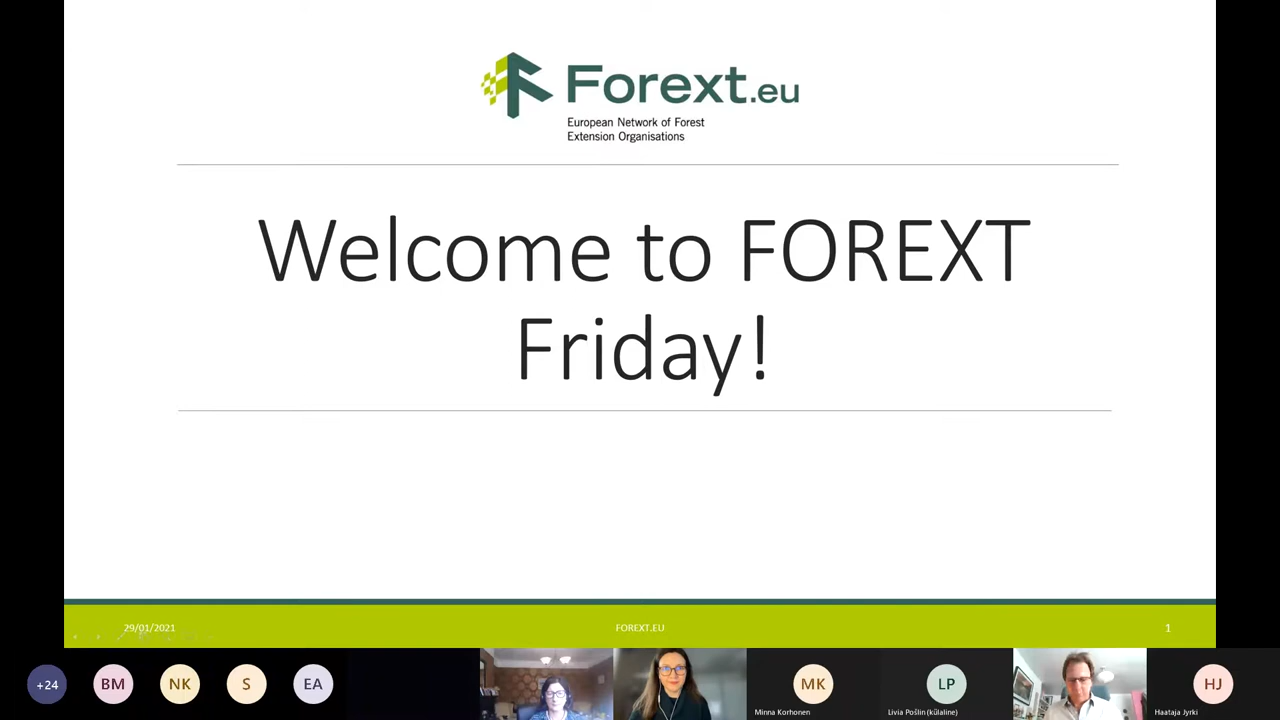 Forext.eu
European Network of Forest
Extension Organisations
Welcome to FOREXT
Friday!
29/01/2021
FOREXT.EU
1
+24
BM
NK
S
EA
MK
Minna Korhonen
LP
Livia Pošlin (külaline)
HJ
Haataja Jyrki